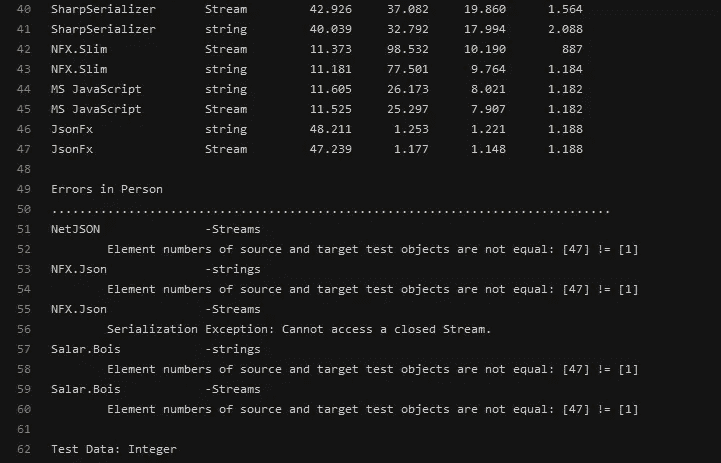 40 SharpSerializer Stream 42.926 37.082 19.860 1.564
41 SharpSerializer string 40.039 32.792 17.994 2.088
42 NFX.Slim Stream 11.373 98.532 10.190 887
43 NFX.Slim string 11.181 77.501 9.764 1.184
44 MS JavaScript string 11.605 26.173 8.021 1.182
45 MS JavaScript Stream 11.525 25.297 7.907 1.182
46 JsonFx string 48.211 1.253 1.221 1.188
47 JsonFx Stream 47.239 1.177 1.148 1.188
48
49 Errors in Person
50 ................................................................................
51 NetJSON -Streams
52 Element numbers of source and target test objects are not equal: [47] != [1]
53 NFX.Json -strings
54 Element numbers of source and target test objects are not equal: [47] != [1]
55 NFX.Json -Streams
56 Serialization Exception: Cannot access a closed Stream.
57 Salar.Bois -strings
58 Element numbers of source and target test objects are not equal: [47] != [1]
59 Salar.Bois -Streams
60 Element numbers of source and target test objects are not equal: [47] != [1]
61
62 Test Data: Integer